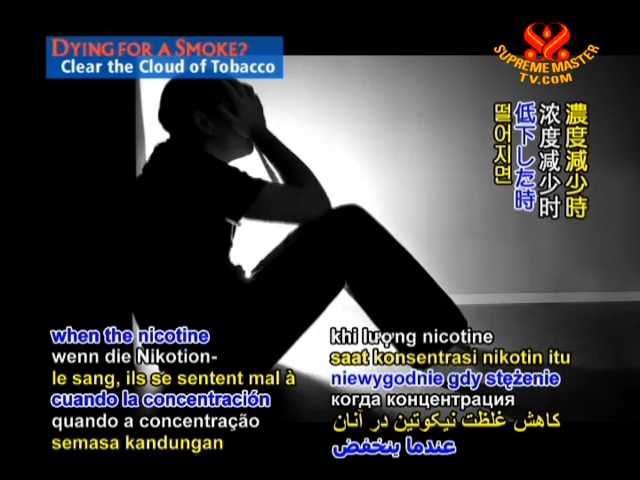 DYING FOR A SMOKE?
Clear the Cloud of Tobacco
SUPREME MASTER
TV.COM
濃度減少時
浓度减少时
低下した時
떨어지면
when the nicotine
wenn die Nikotion-
le sang, ils se sentent mal à
cuando la concentración
quando a concentração
semasa kandungan
khi lượng nicotine
saat konsentrasi nikotin itu
niewygodnie gdy stężenie
когда концентрация
کاهش غلظت نیکوتین در آنان
عندما ينخفض